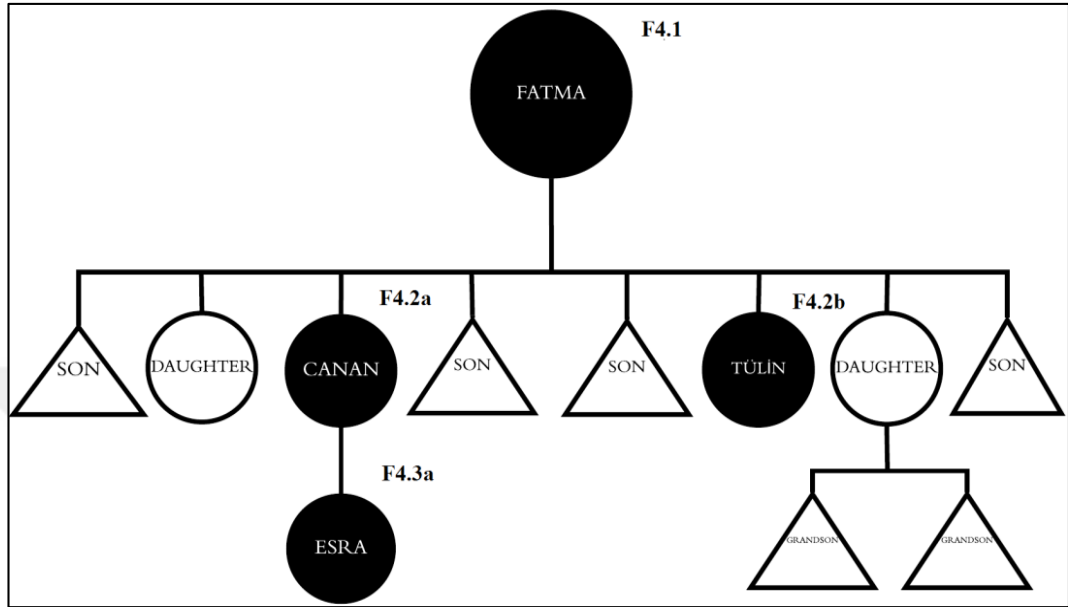 F4.1
FATMA
F4.2a
F4.2b
SON
DAUGHTER
CANAN
SON
SON
TÜLİN
DAUGHTER
SON
F4.3a
ESRA
GRANDSON
GRANDSON